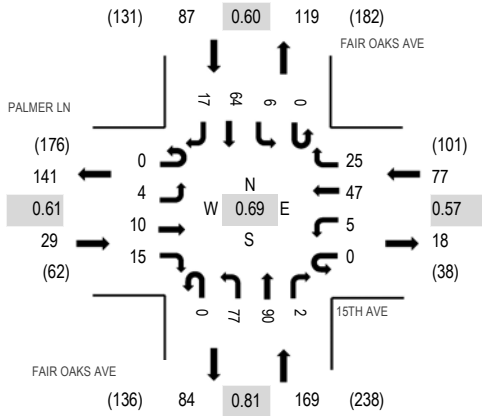 (131) 87 0.60 119 (182)
FAIR OAKS AVE
17 64 6 0
PALMER LN
(176)
141
0.61
29
(62)
0
4
10
15
N
W 0.69 E
S
25
47
5
0
(101)
77
0.57
18
(38)
0 77 90 2
15TH AVE
FAIR OAKS AVE
(136) 84 0.81 169 (238)